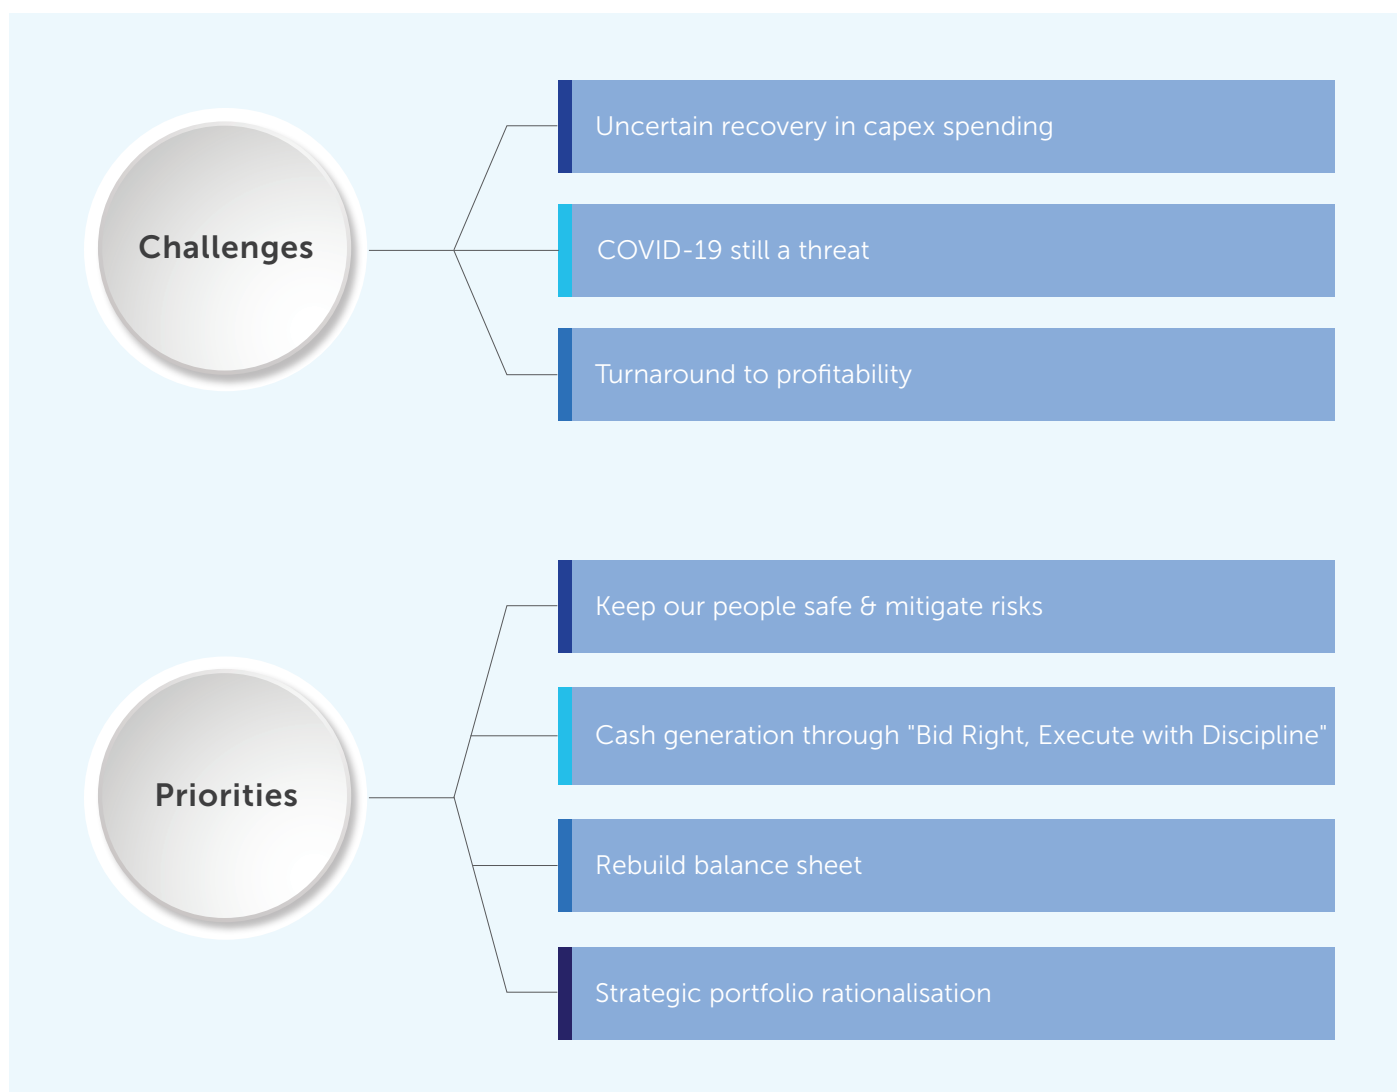 Challenges
Uncertain recovery in capex spending
COVID-19 still a threat
Turnaround to profitability
Priorities
Keep our people safe & mitigate risks
Cash generation through "Bid Right, Execute with Discipline"
Rebuild balance sheet
Strategic portfolio rationalisation